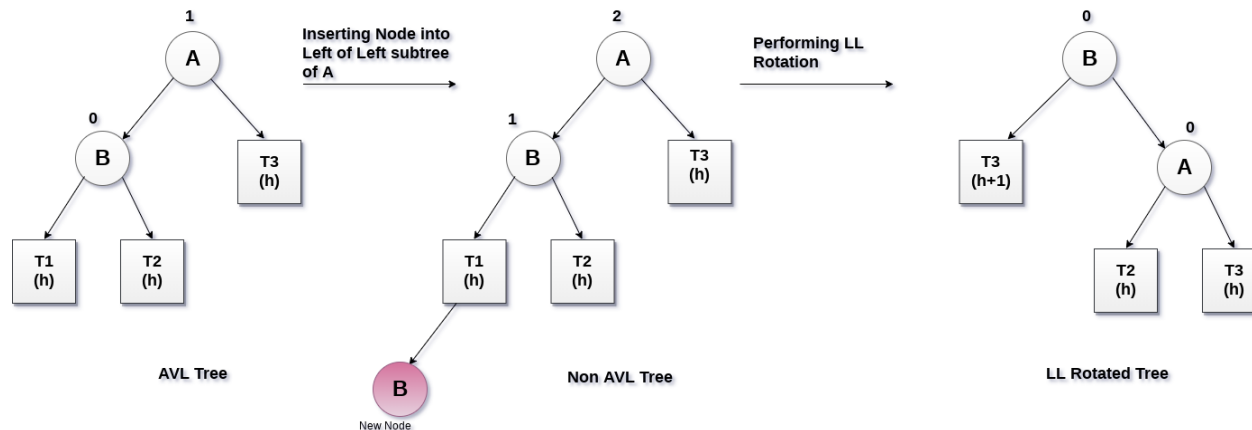 1
A
0
B
T3
(h)
T1
(h)
T2
(h)
AVL Tree
Inserting Node into
Left of Left subtree
of A
2
A
1
B
T3
(h)
T1
(h)
T2
(h)
B
New Node
Non AVL Tree
Performing LL
Rotation
0
B
0
A
T3
(h+1)
T2
(h)
T3
(h)
LL Rotated Tree